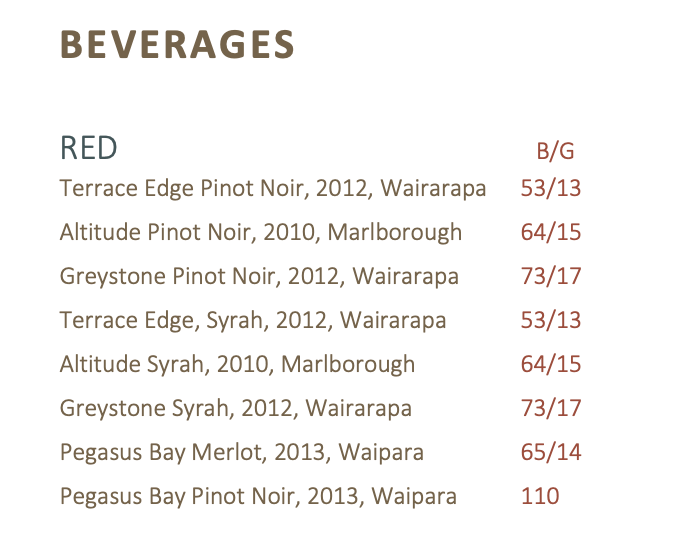 BEVERAGES
RED B/G
Terrace Edge Pinot Noir, 2012, Wairarapa 53/13
Altitude Pinot Noir, 2010, Marlborough 64/15
Greystone Pinot Noir, 2012, Wairarapa 73/17
Terrace Edge, Syrah, 2012, Wairarapa 53/13
Altitude Syrah, 2010, Marlborough 64/15
Greystone Syrah, 2012, Wairarapa 73/17
Pegasus Bay Merlot, 2013, Waipara 65/14
Pegasus Bay Pinot Noir, 2013, Waipara 110